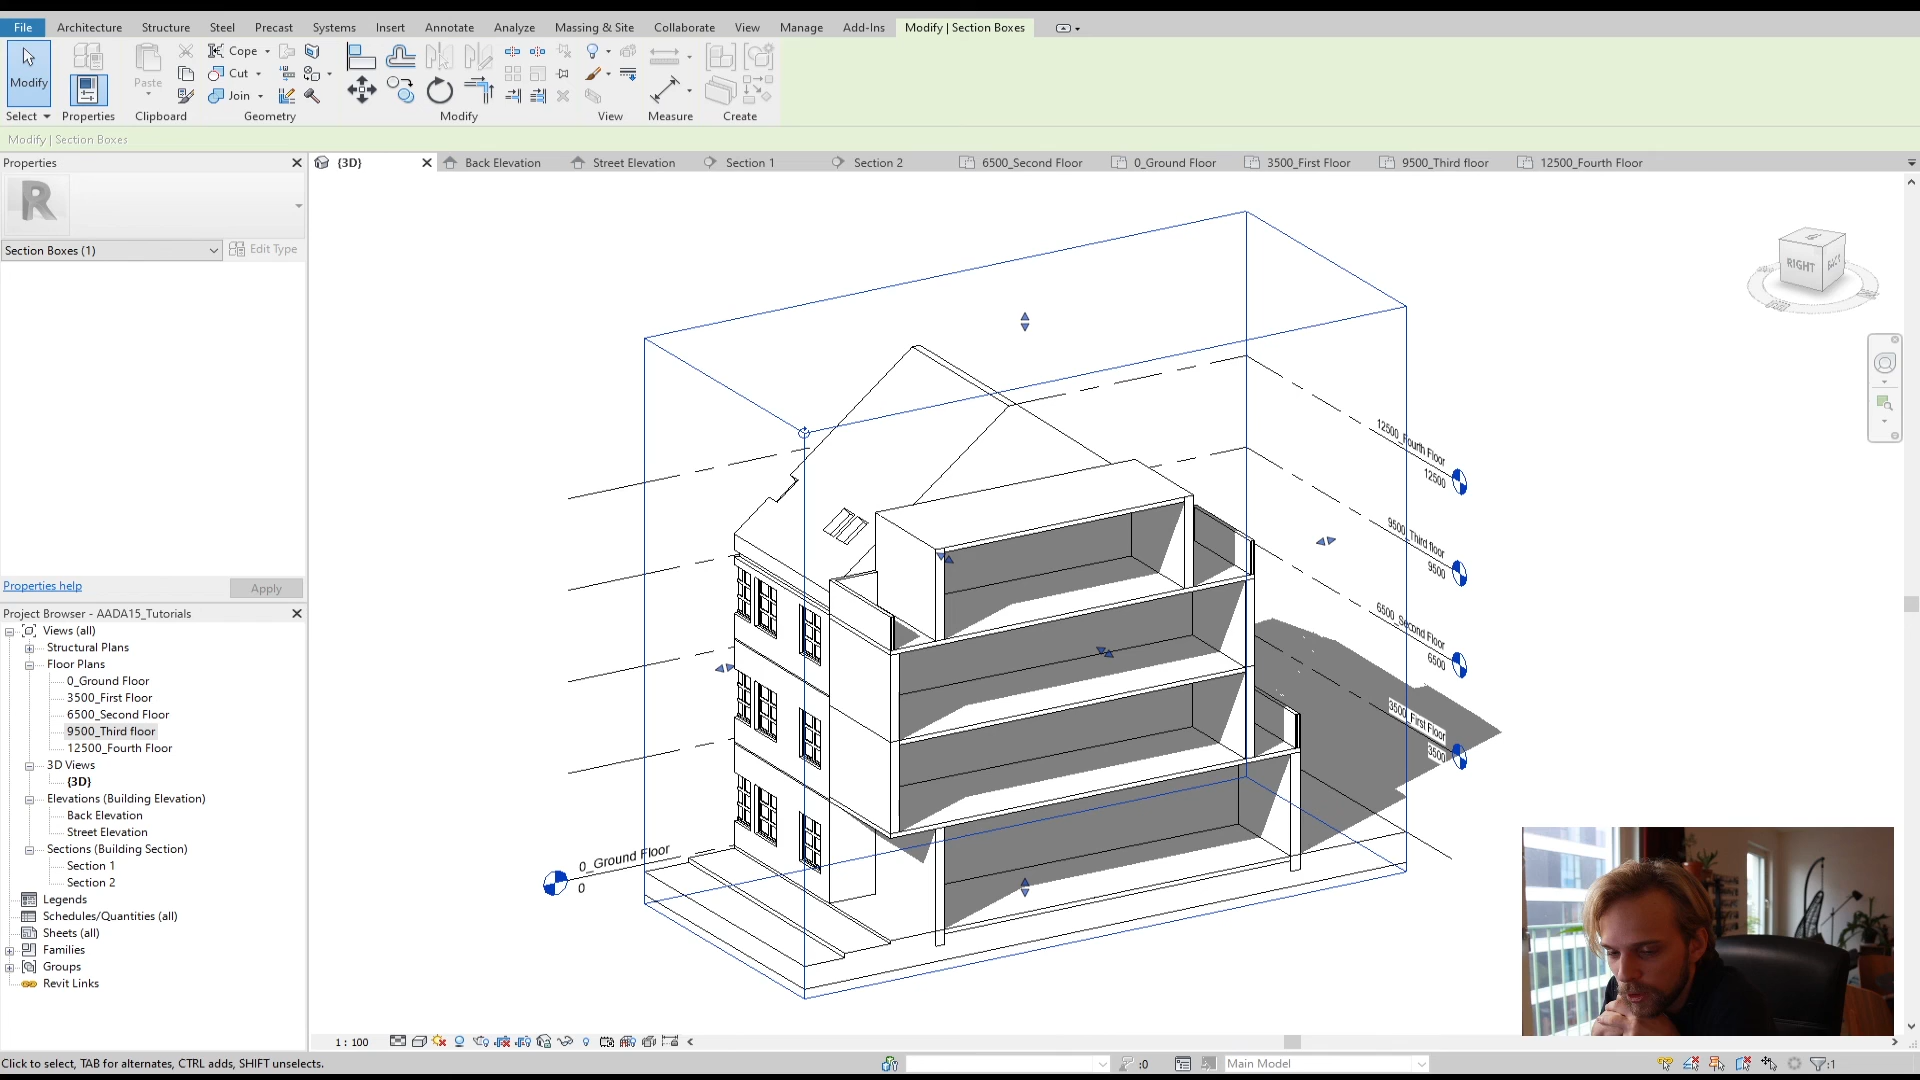 File Architecture Structure Steel Precast Systems Insert Annotate Analyze Massing & Site Collaborate View Manage Add-Ins Modify | Section Boxes
Modify Paste Cope Cut Join
Select Properties Clipboard Geometry Modify View Measure Create
Modify | Section Boxes
Properties
{3D} Back Elevation Street Elevation Section 1 Section 2 6500_Second Floor 0_Ground Floor 3500_First Floor 9500_Third floor 12500_Fourth Floor
R
Section Boxes (1) Edit Type
Properties help Apply
Project Browser - AADA15_Tutorials
Views (all)
Structural Plans
Floor Plans
0_Ground Floor
3500_First Floor
6500_Second Floor
9500_Third floor
12500_Fourth Floor
3D Views
{3D}
Elevations (Building Elevation)
Back Elevation
Street Elevation
Sections (Building Section)
Section 1
Section 2
Legends
Schedules/Quantities (all)
Sheets (all)
Families
Groups
Revit Links
RIGHT BACK
12500_Fourth Floor
12500
9500_Third floor
9500
6500_Second Floor
6500
3500_First Floor
3500
0_Ground Floor
0
1 : 100
Click to select, TAB for alternates, CTRL adds, SHIFT unselects. :0 Main Model :1